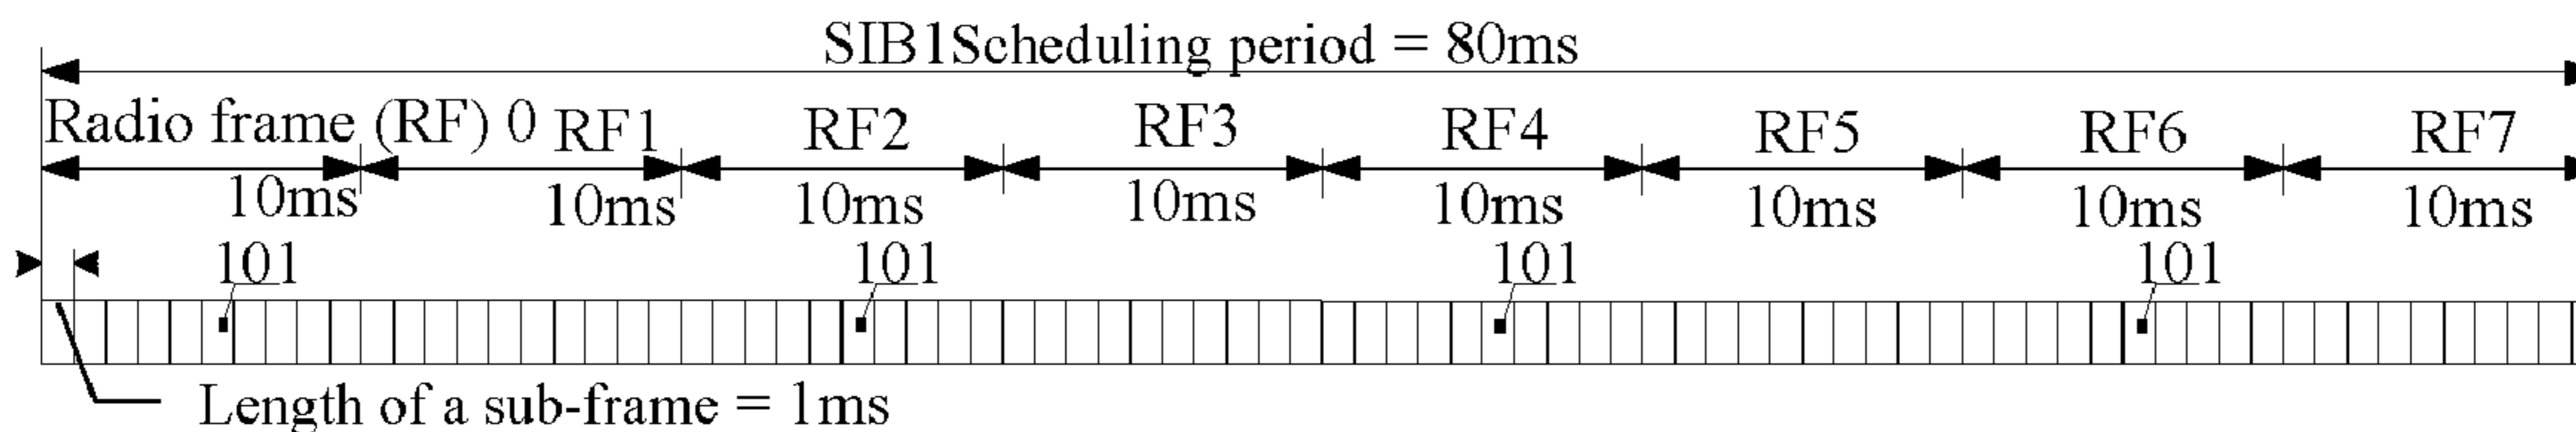 SIB1Scheduling period = 80ms
Radio frame (RF) 0 RF1 RF2 RF3 RF4 RF5 RF6 RF7
10ms 10ms 10ms 10ms 10ms 10ms 10ms 10ms
101 101 101 101
Length of a sub-frame = 1ms